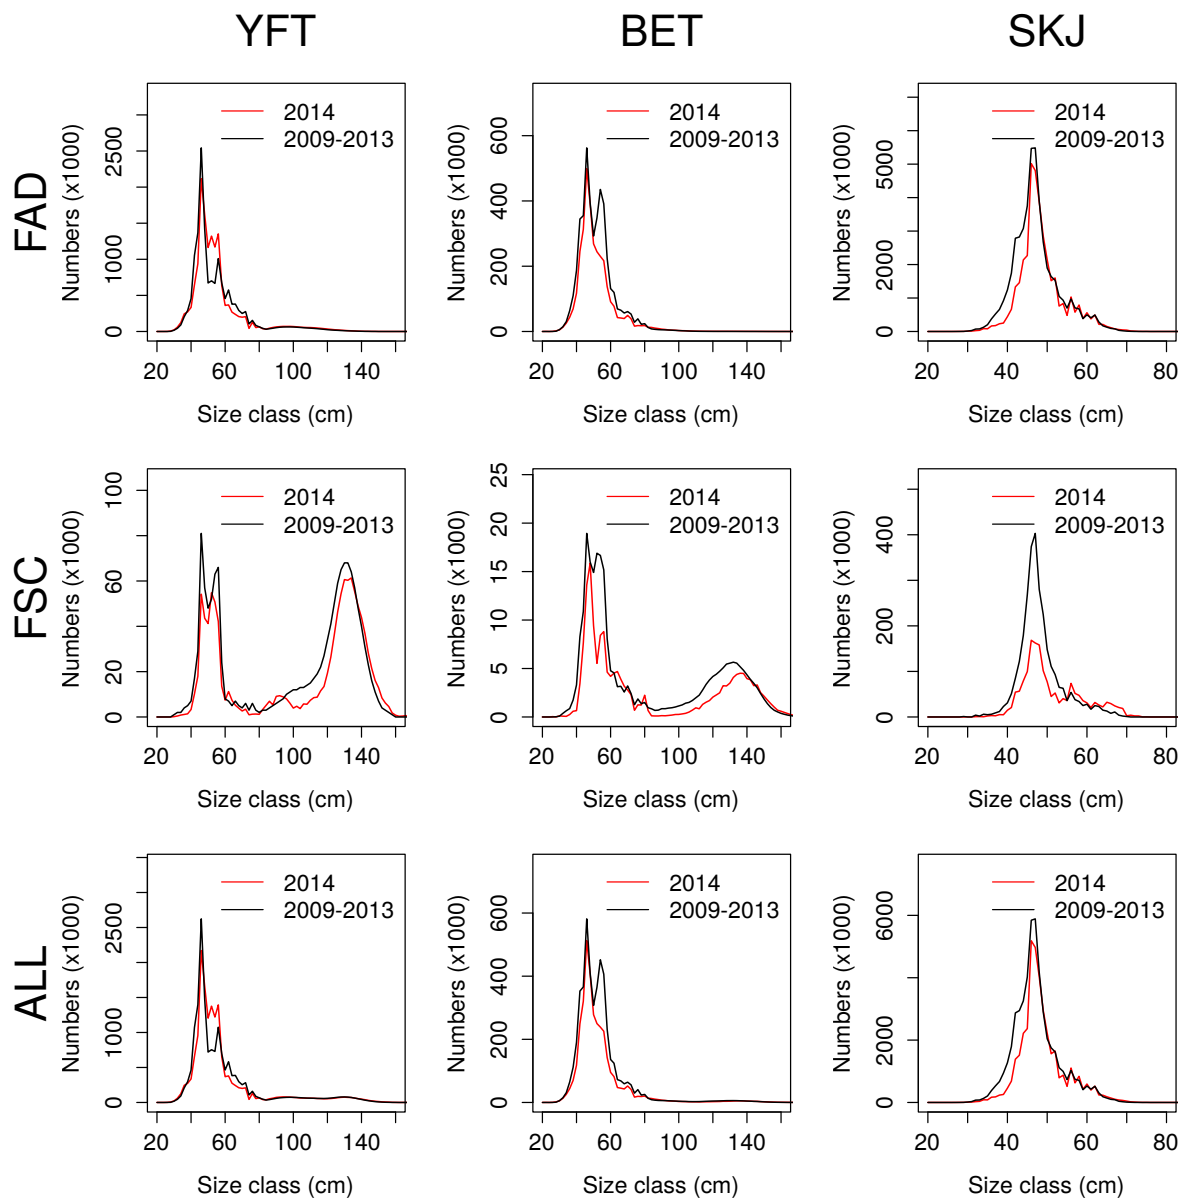 YFT BET SKJ
FAD
Numbers (x1000)
0 1000 2500
2014
2009-2013
20 60 100 140
Size class (cm)
Numbers (x1000)
0 200 400 600
2014
2009-2013
20 60 100 140
Size class (cm)
Numbers (x1000)
0 2000 5000
2014
2009-2013
20 40 60 80
Size class (cm)
FSC
Numbers (x1000)
0 20 60 100
2014
2009-2013
20 60 100 140
Size class (cm)
Numbers (x1000)
0 5 10 15 20 25
2014
2009-2013
20 60 100 140
Size class (cm)
Numbers (x1000)
0 200 400
2014
2009-2013
20 40 60 80
Size class (cm)
ALL
Numbers (x1000)
0 1000 2500
2014
2009-2013
20 60 100 140
Size class (cm)
Numbers (x1000)
0 200 400 600
2014
2009-2013
20 60 100 140
Size class (cm)
Numbers (x1000)
0 2000 6000
2014
2009-2013
20 40 60 80
Size class (cm)